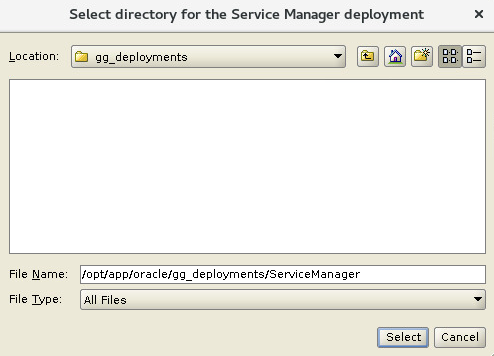 Select directory for the Service Manager deployment
Location: gg_deployments
File Name: /opt/app/oracle/gg_deployments/ServiceManager
File Type: All Files
Select Cancel